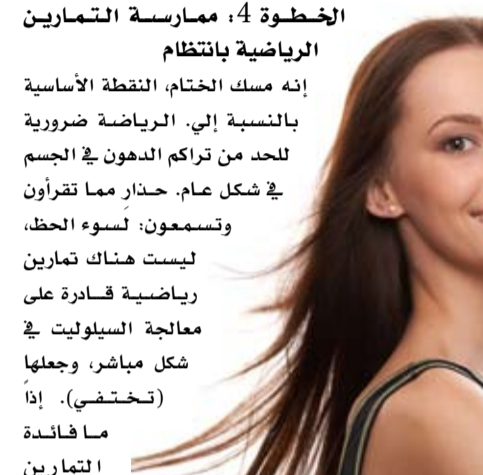 الخطوة 4: ممارسة التمارين
الرياضية بانتظام
إنه مسك الختام، النقطة الأساسية
بالنسبة إلي. الرياضة ضرورية
للحد من تراكم الدهون في الجسم
في شكل عام. حذارِ مما تقرأون
وتسمعون: لسوء الحظ،
ليست هناك تمارين
رياضية قادرة على
معالجة السيلوليت في
شكل مباشر، وجعلها
(تختفي). إذاً
ما فائدة
التمارين